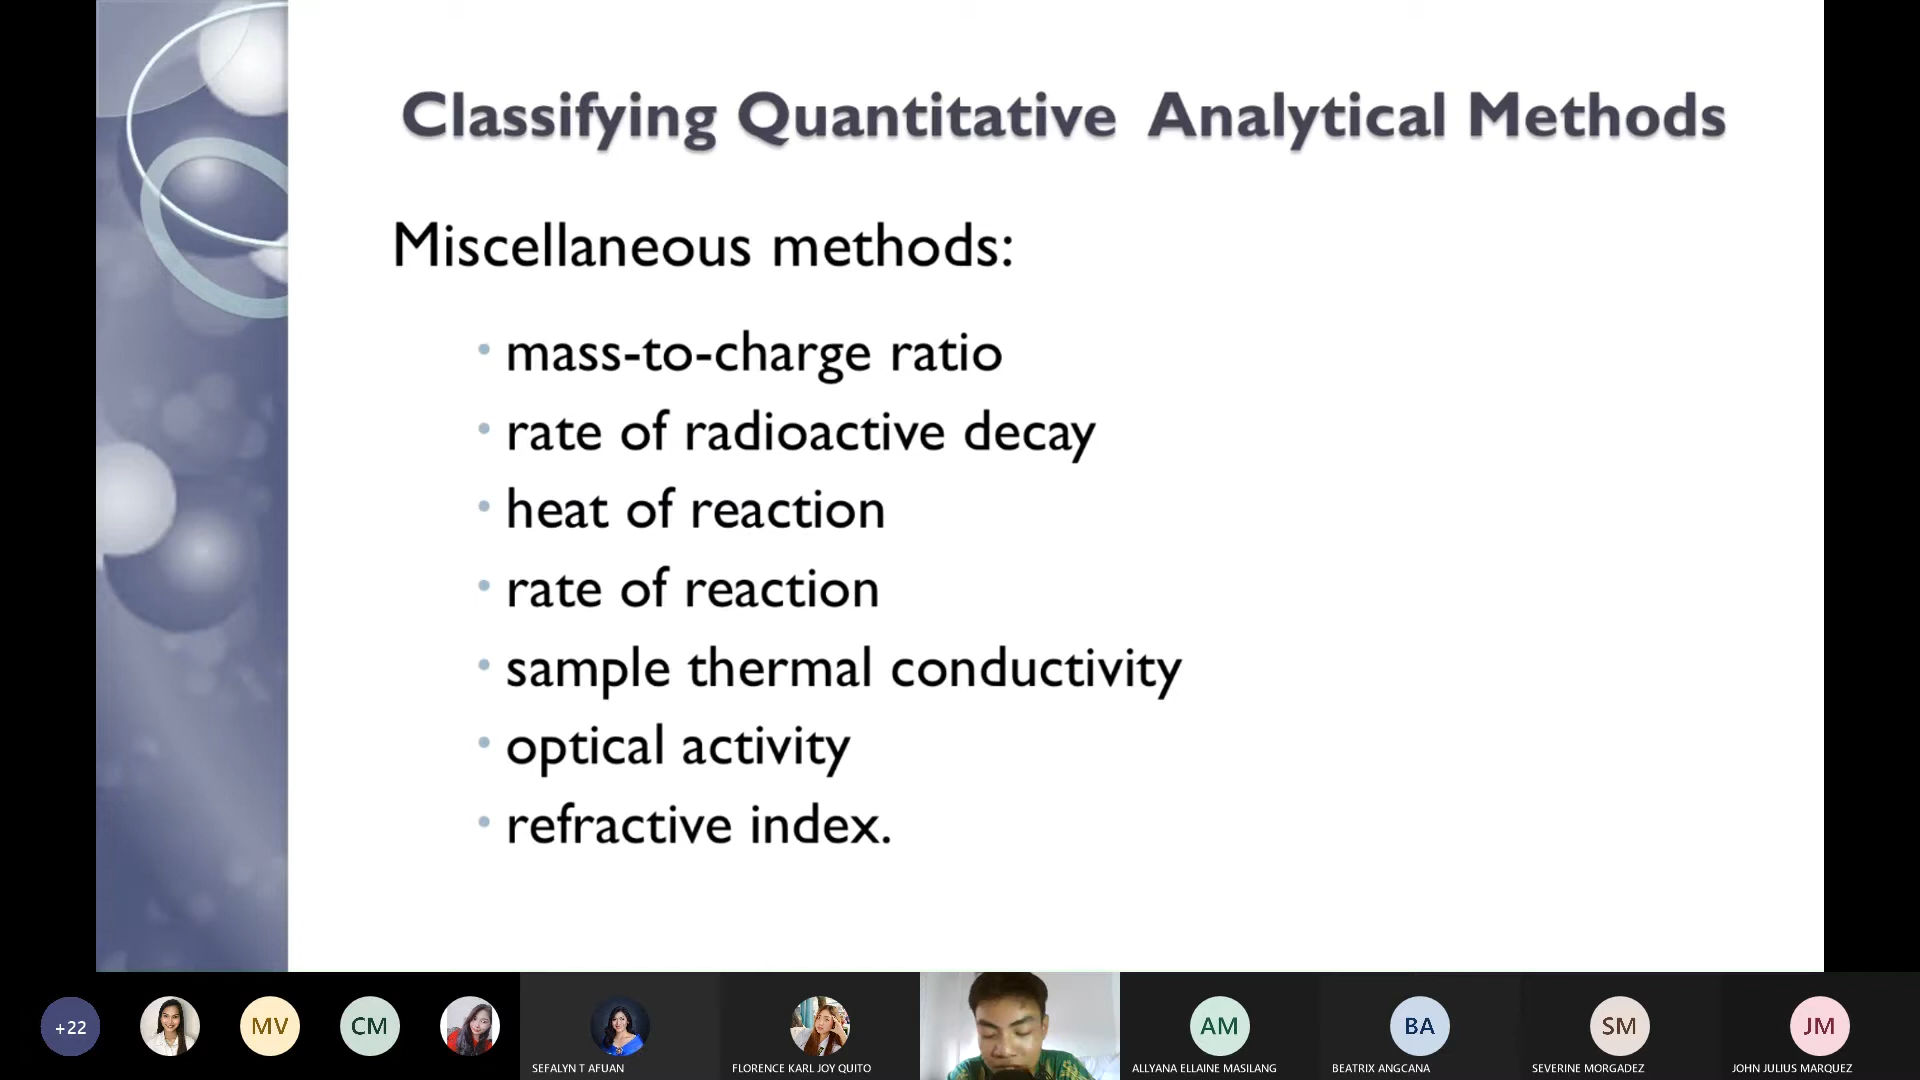 Classifying Quantitative Analytical Methods
Miscellaneous methods:
• mass-to-charge ratio
• rate of radioactive decay
• heat of reaction
• rate of reaction
• sample thermal conductivity
• optical activity
• refractive index.
+22
MV
CM
SEFALYN T AFUAN
FLORENCE KARL JOY QUITO
AM
ALLYANA ELLAINE MASILANG
BA
BEATRIX ANGCANA
SM
SEVERINE MORGADEZ
JM
JOHN JULIUS MARQUEZ